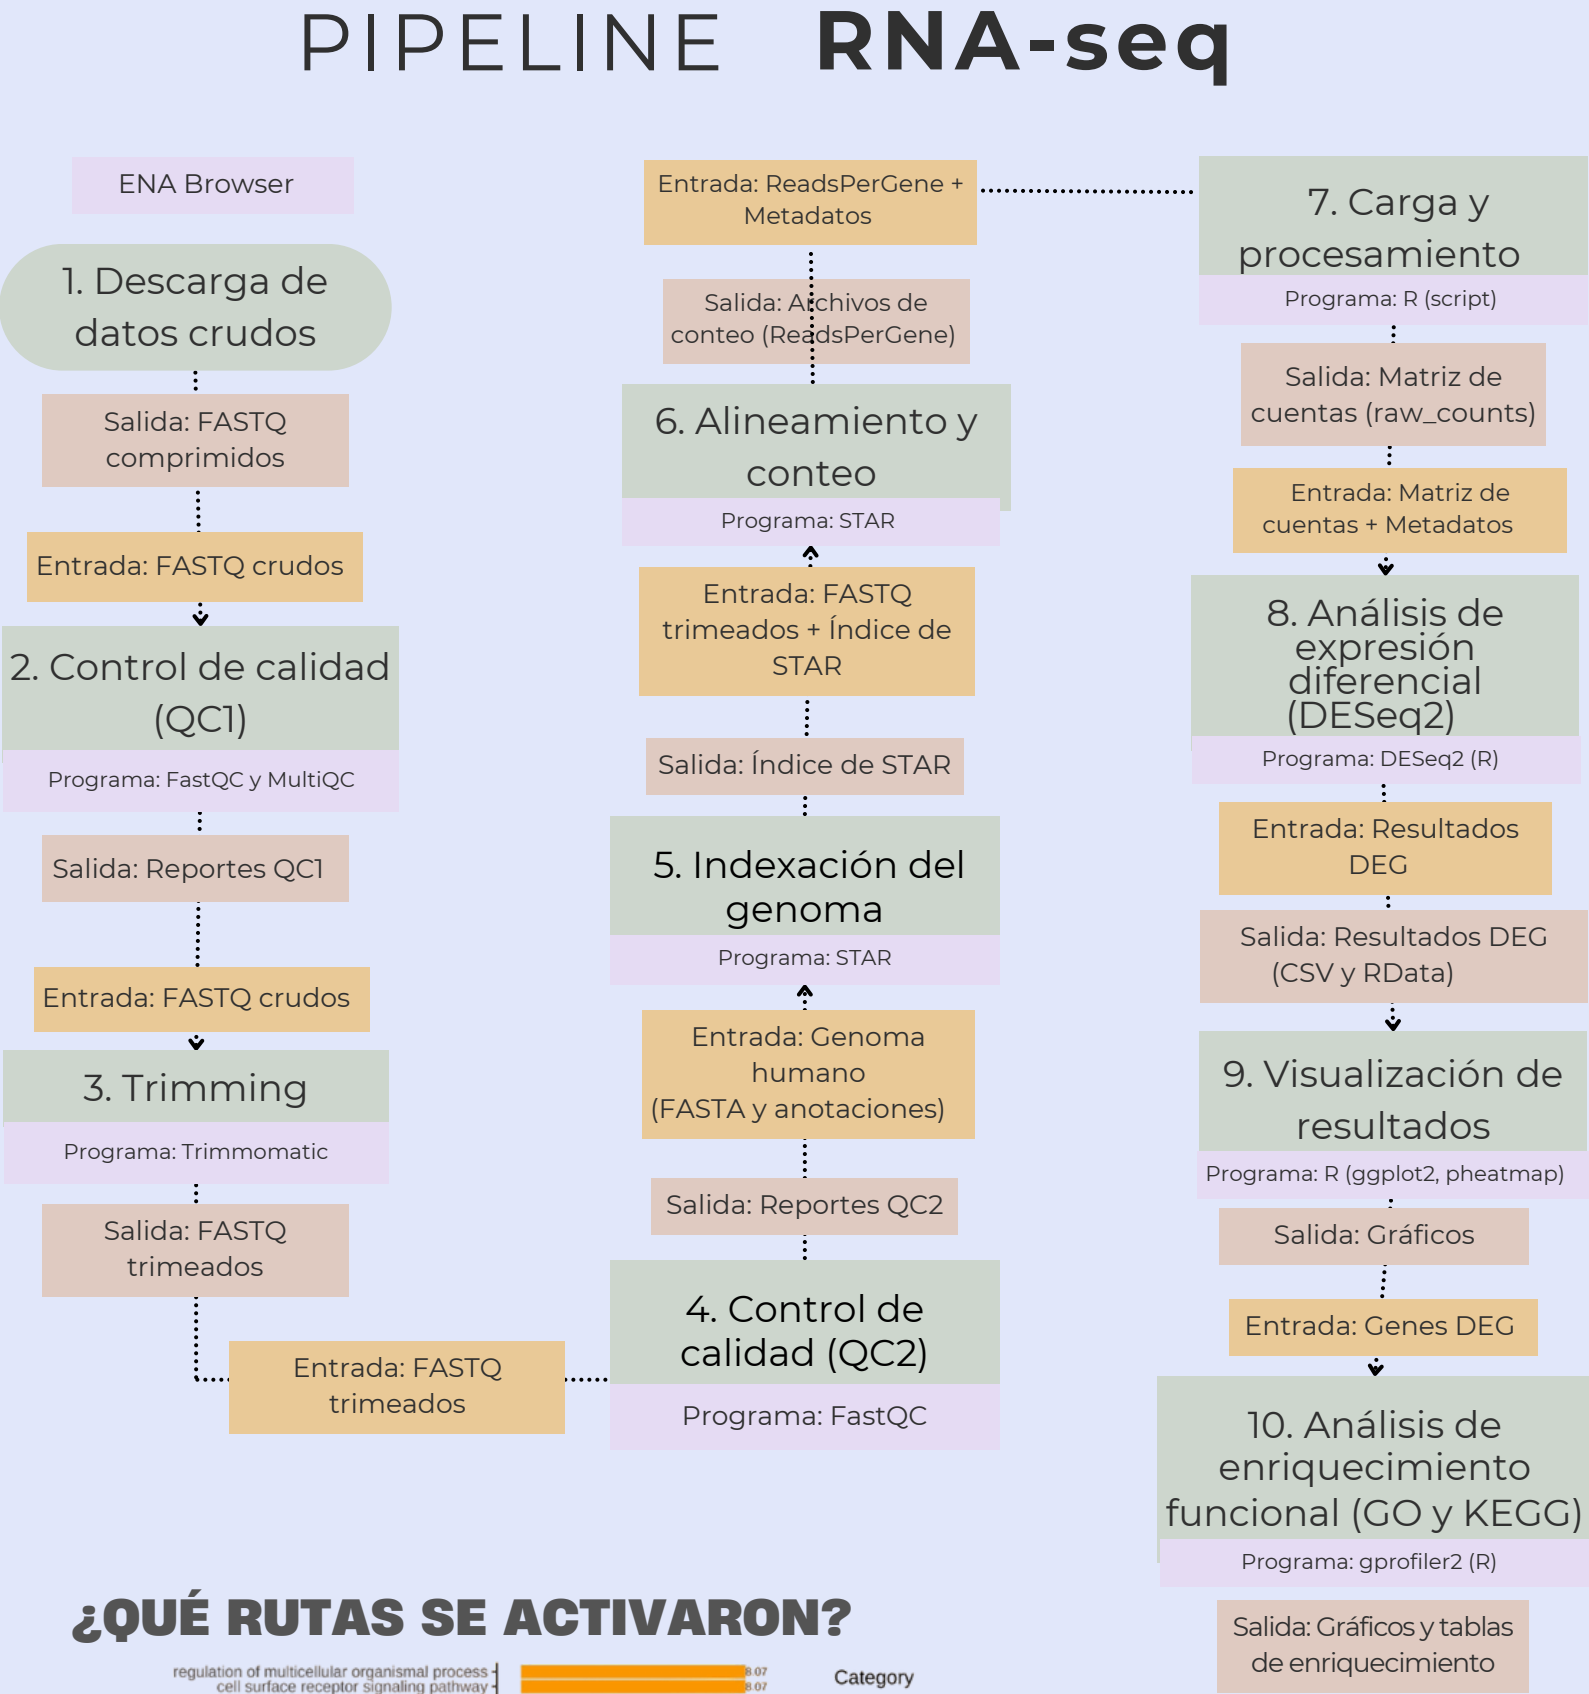 PIPELINE RNA-seq
ENA Browser
1. Descarga de
datos crudos
Salida: FASTQ
comprimidos
Entrada: FASTQ crudos
2. Control de calidad
(QC1)
Programa: FastQC y MultiQC
Salida: Reportes QC1
Entrada: FASTQ crudos
3. Trimming
Programa: Trimmomatic
Salida: FASTQ
trimeados
Entrada: FASTQ
trimeados
4. Control de
calidad (QC2)
Programa: FastQC
Salida: Reportes QC2
Entrada: Genoma
humano
(FASTA y anotaciones)
5. Indexación del
genoma
Programa: STAR
Salida: Índice de STAR
Entrada: FASTQ
trimeados + Índice de
STAR
6. Alineamiento y
conteo
Programa: STAR
Salida: Archivos de
conteo (ReadsPerGene)
Entrada: ReadsPerGene +
Metadatos
7. Carga y
procesamiento
Programa: R (script)
Salida: Matriz de
cuentas (raw_counts)
Entrada: Matriz de
cuentas + Metadatos
8. Análisis de
expresión
diferencial
(DESeq2)
Programa: DESeq2 (R)
Entrada: Resultados
DEG
Salida: Resultados DEG
(CSV y RData)
9. Visualización de
resultados
Programa: R (ggplot2, pheatmap)
Salida: Gráficos
Entrada: Genes DEG
10. Análisis de
enriquecimiento
funcional (GO y KEGG)
Programa: gprofiler2 (R)
Salida: Gráficos y tablas
de enriquecimiento
¿QUÉ RUTAS SE ACTIVARON?
regulation of multicellular organismal process 8.07
cell surface receptor signaling pathway 8.07
Category